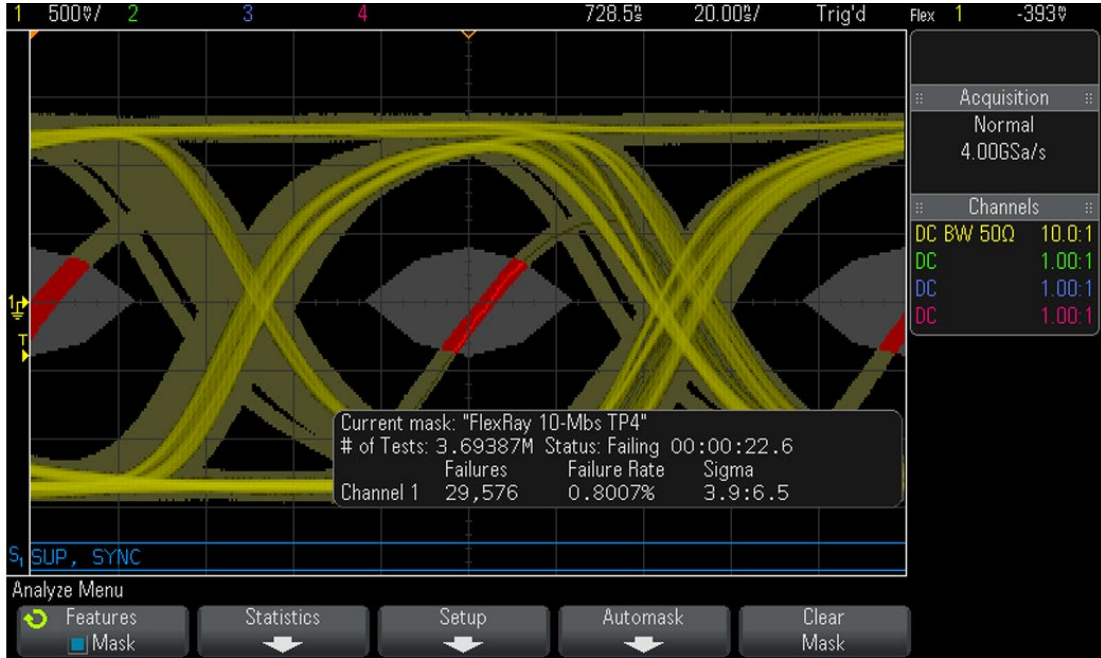 1 500mV/ 2 3 4 728.5s 20.00s/ Trig'd Flex 1 -393mV
Acquisition
Normal
4.00GSa/s
Channels
DC BW 50Ω 10.0:1
DC 1.00:1
DC 1.00:1
DC 1.00:1
1
T
Current mask: "FlexRay 10-Mbs TP4"
# of Tests: 3.69387M Status: Failing 00:00:22.6
Failures Failure Rate Sigma
Channel 1 29,576 0.8007% 3.9:6.5
S1 SUP, SYNC
Analyze Menu
Features Statistics Setup Automask Clear
Mask Mask